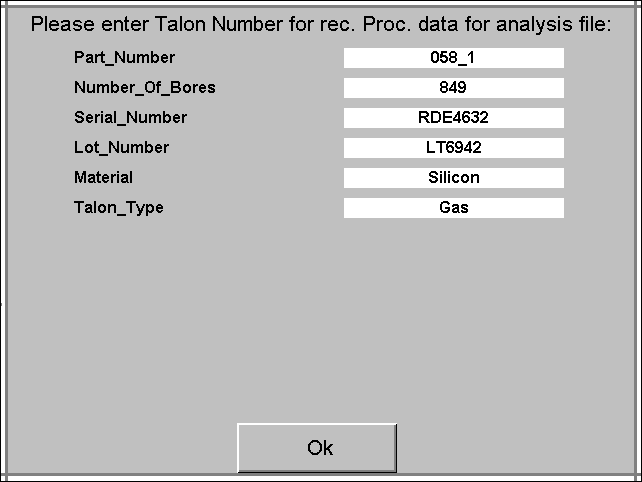 Please enter Talon Number for rec. Proc. data for analysis file:
Part_Number 058_1
Number_Of_Bores 849
Serial_Number RDE4632
Lot_Number LT6942
Material Silicon
Talon_Type Gas
Ok